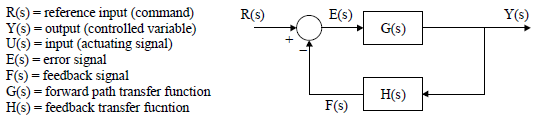 R(s) = reference input (command)
Y(s) = output (controlled variable)
U(s) = input (actuating signal)
E(s) = error signal
F(s) = feedback signal
G(s) = forward path transfer function
H(s) = feedback transfer fucntion
R(s)
E(s)
Y(s)
G(s)
+
−
H(s)
F(s)